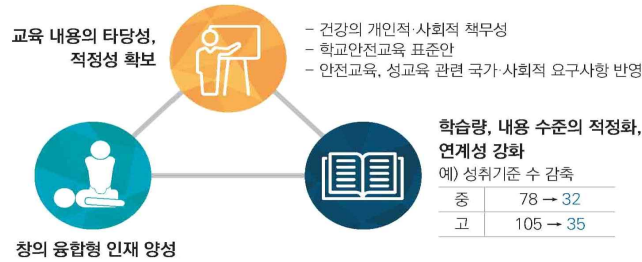 교육 내용의 타당성,
적정성 확보
– 건강의 개인적·사회적 책무성
– 학교안전교육 표준안
– 안전교육, 성교육 관련 국가·사회적 요구사항 반영
학습량, 내용 수준의 적정화,
연계성 강화
예) 성취기준 수 감축
중 78 → 32
고 105 → 35
창의 융합형 인재 양성